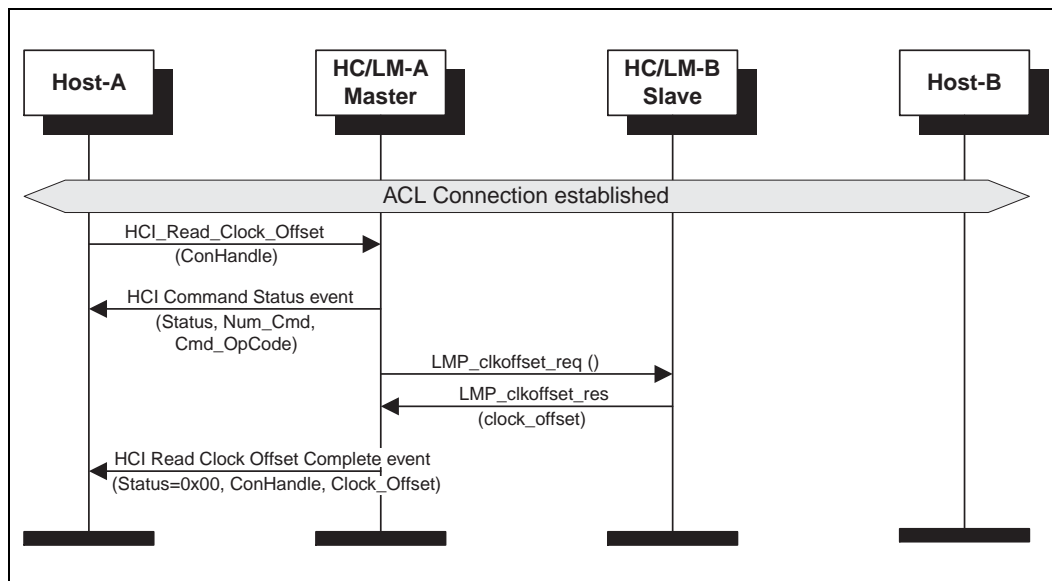 Host-A
HC/LM-A
Master
HC/LM-B
Slave
Host-B
ACL Connection established
HCI_Read_Clock_Offset
(ConHandle)
HCI Command Status event
(Status, Num_Cmd,
Cmd_OpCode)
LMP_clkoffset_req ()
LMP_clkoffset_res
(clock_offset)
HCI Read Clock Offset Complete event
(Status=0x00, ConHandle, Clock_Offset)